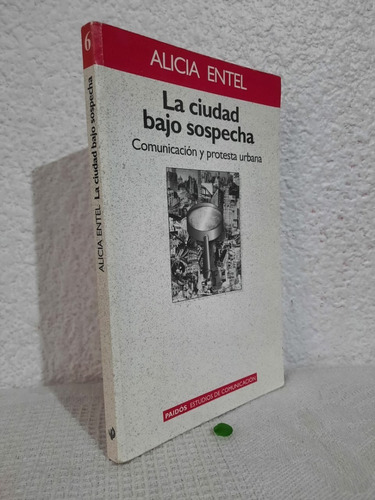 6
ALICIA ENTEL La ciudad bajo sospecha
ALICIA ENTEL
La ciudad
bajo sospecha
Comunicación y protesta urbana
PAIDÓS ESTUDIOS DE COMUNICACIÓN